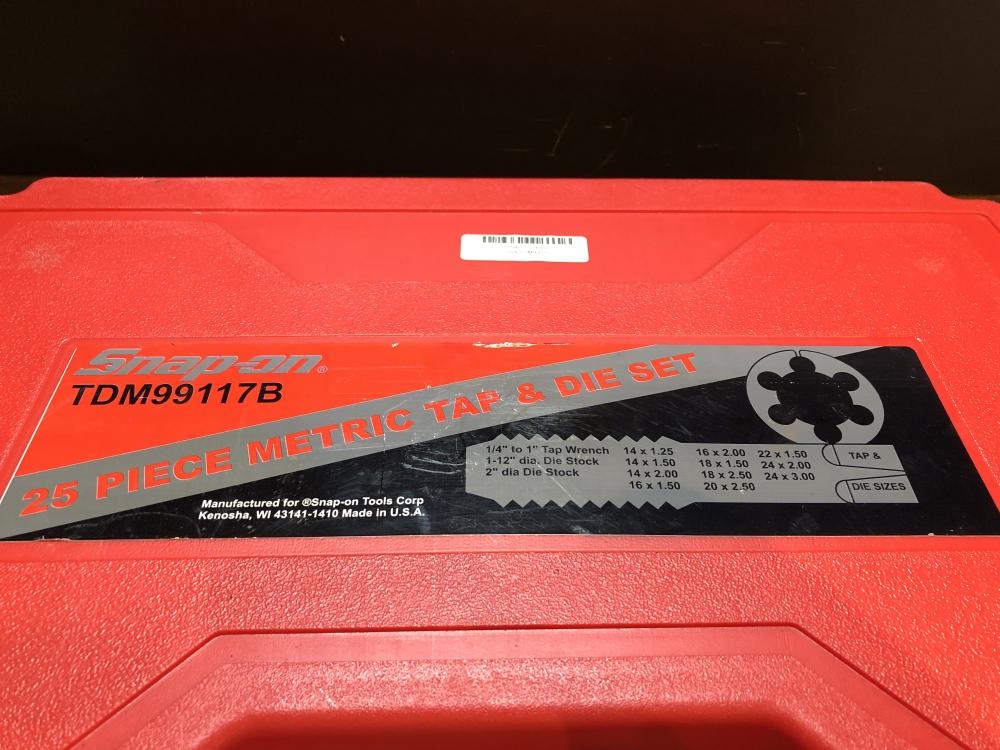 Snap-on®
TDM99117B
25 PIECE METRIC TAP & DIE SET
1/4" to 1" Tap Wrench 14 x 1.25 16 x 2.00 22 x 1.50
1-12" dia. Die Stock 14 x 1.50 18 x 1.50 24 x 2.00
2" dia Die Stock 14 x 2.00 18 x 2.50 24 x 3.00
16 x 1.50 20 x 2.50
TAP &
DIE SIZES
Manufactured for ®Snap-on Tools Corp
Kenosha, WI 43141-1410 Made in U.S.A.